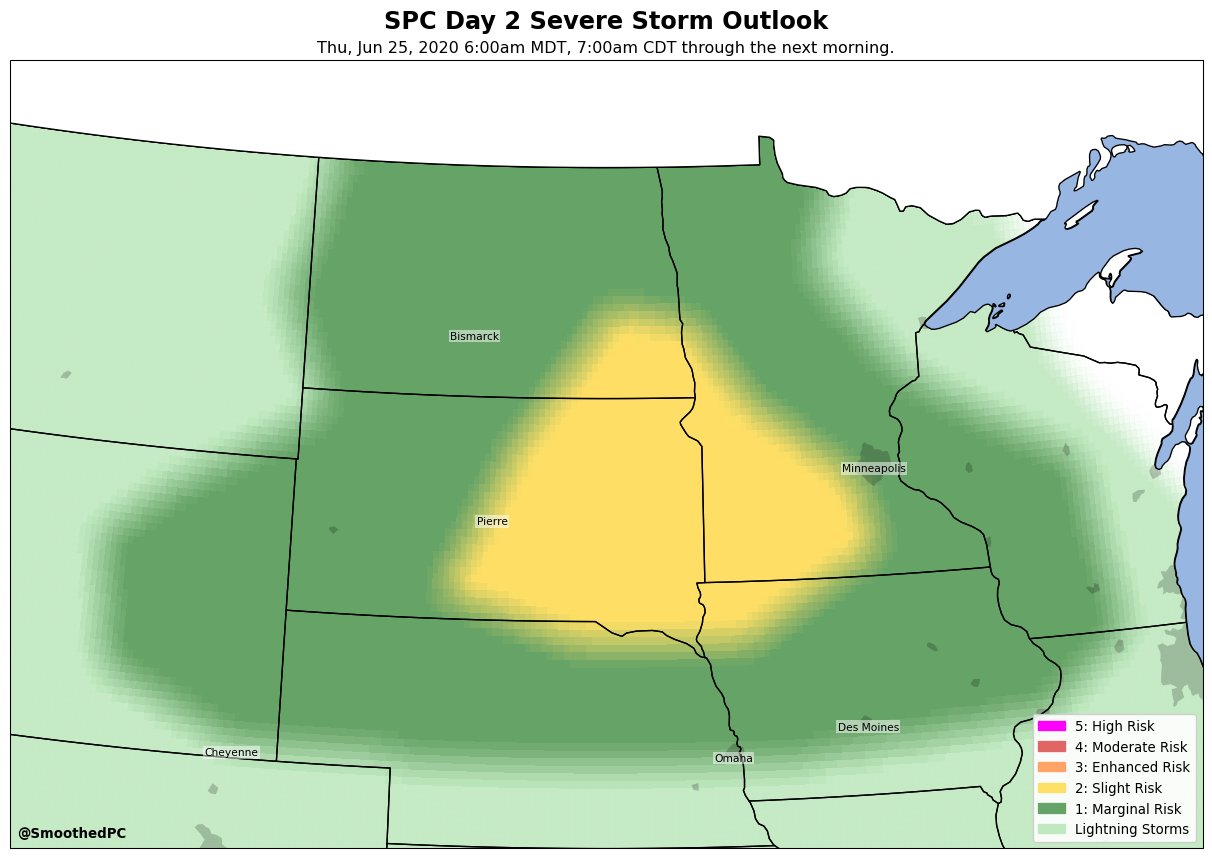 SPC Day 2 Severe Storm Outlook
Thu, Jun 25, 2020 6:00am MDT, 7:00am CDT through the next morning.
Bismarck
Minneapolis
Pierre
Des Moines
Cheyenne
Omaha
5: High Risk
4: Moderate Risk
3: Enhanced Risk
2: Slight Risk
1: Marginal Risk
Lightning Storms
@SmoothedPC